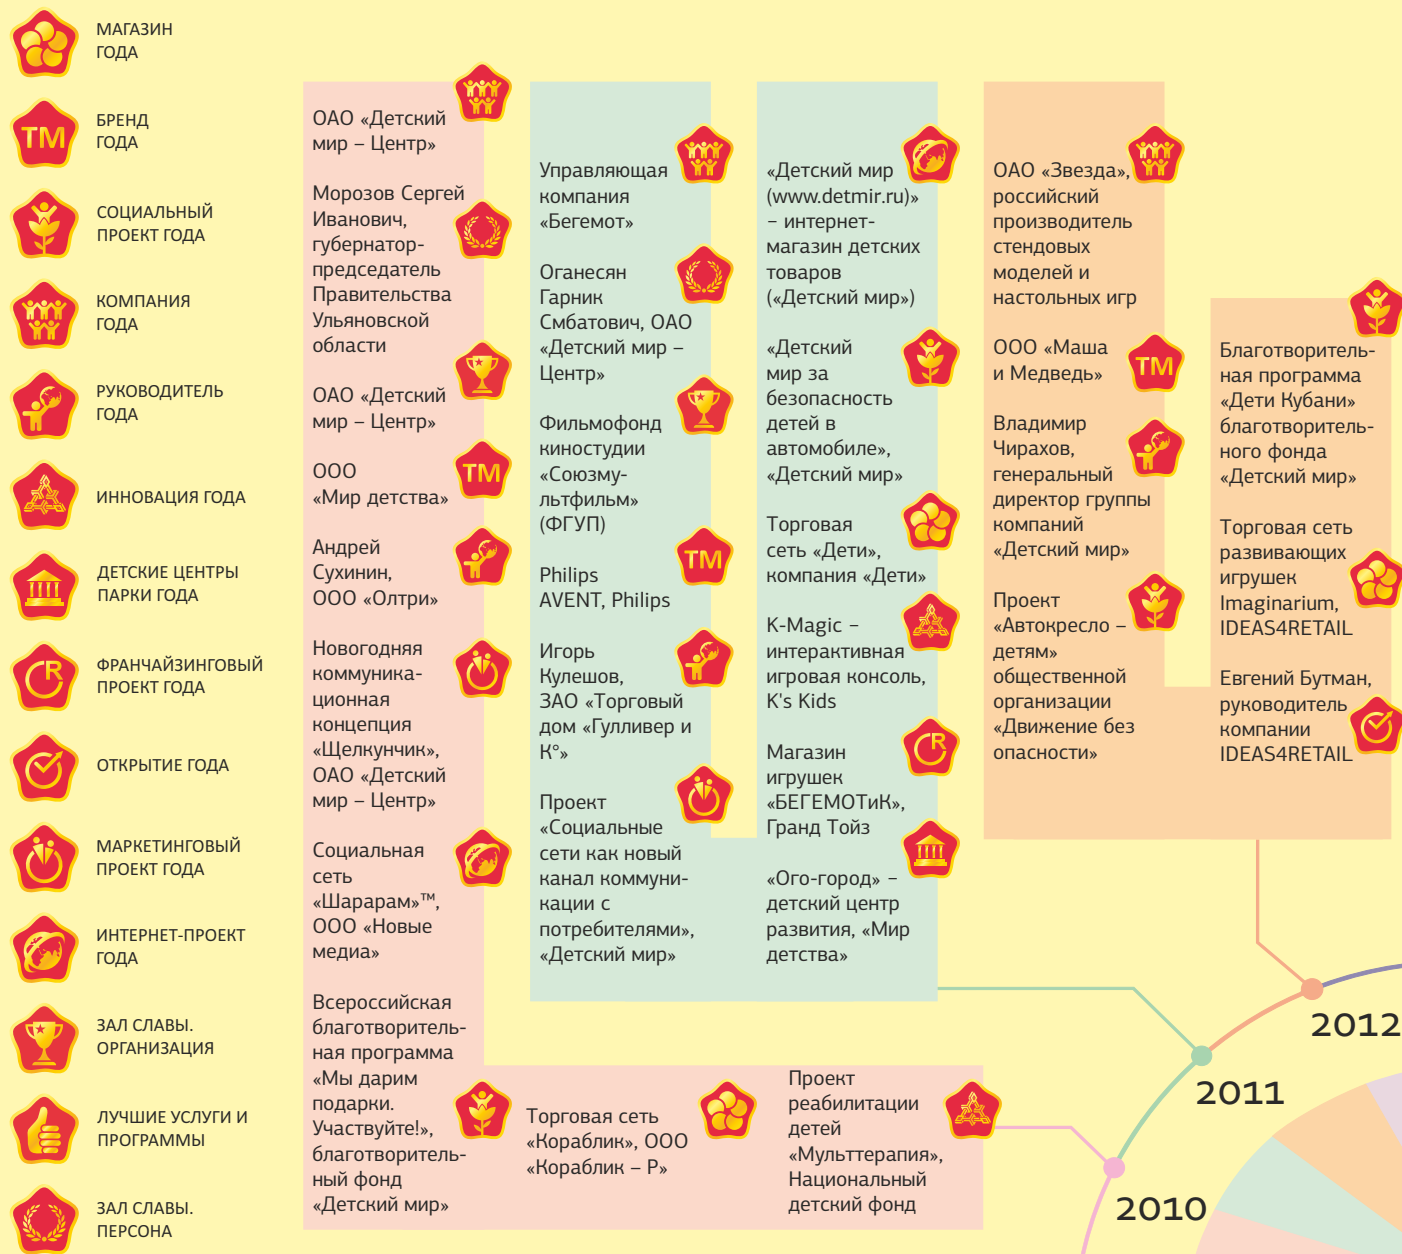 МАГАЗИН
ГОДА
ТМ
БРЕНД
ГОДА
СОЦИАЛЬНЫЙ
ПРОЕКТ ГОДА
КОМПАНИЯ
ГОДА
РУКОВОДИТЕЛЬ
ГОДА
ИННОВАЦИЯ ГОДА
ДЕТСКИЕ ЦЕНТРЫ
ПАРКИ ГОДА
R
ФРАНЧАЙЗИНГОВЫЙ
ПРОЕКТ ГОДА
ОТКРЫТИЕ ГОДА
МАРКЕТИНГОВЫЙ
ПРОЕКТ ГОДА
ИНТЕРНЕТ-ПРОЕКТ
ГОДА
ЗАЛ СЛАВЫ.
ОРГАНИЗАЦИЯ
ЛУЧШИЕ УСЛУГИ И
ПРОГРАММЫ
ЗАЛ СЛАВЫ.
ПЕРСОНА
ОАО «Детский
мир – Центр»
Морозов Сергей
Иванович,
губернатор-
председатель
Правительства
Ульяновской
области
ОАО «Детский
мир – Центр»
ООО
«Мир детства»
ТМ
Андрей
Сухинин,
ООО «Олтри»
Новогодняя
коммуника-
ционная
концепция
«Щелкунчик»,
ОАО «Детский
мир – Центр»
Социальная
сеть
«Шарарам»™,
ООО «Новые
медиа»
Всероссийская
благотворитель-
ная программа
«Мы дарим
подарки.
Участвуйте!»,
благотворитель-
ный фонд
«Детский мир»
Торговая сеть
«Кораблик», ООО
«Кораблик – Р»
Проект
реабилитации
детей
«Мульттерапия»,
Национальный
детский фонд
Управляющая
компания
«Бегемот»
Оганесян
Гарник
Смбатович, ОАО
«Детский мир –
Центр»
Фильмофонд
киностудии
«Союзму-
льтфильм»
(ФГУП)
Philips
AVENT, Philips
ТМ
Игорь
Кулешов,
ЗАО «Торговый
дом «Гулливер и
К°»
Проект
«Социальные
сети как новый
канал коммуни-
кации с
потребителями»,
«Детский мир»
«Детский мир
(www.detmir.ru)»
– интернет-
магазин детских
товаров
(«Детский мир»)
«Детский
мир за
безопасность
детей в
автомобиле»,
«Детский мир»
Торговая
сеть «Дети»,
компания «Дети»
K-Magic –
интерактивная
игровая консоль,
K's Kids
Магазин
игрушек
«БЕГЕМОТиК»,
Гранд Тойз
R
«Ого-город» –
детский центр
развития, «Мир
детства»
ОАО «Звезда»,
российский
производитель
стендовых
моделей и
настольных игр
ООО «Маша
и Медведь»
ТМ
Владимир
Чирахов,
генеральный
директор группы
компаний
«Детский мир»
Проект
«Автокресло –
детям»
общественной
организации
«Движение без
опасности»
Благотворитель-
ная программа
«Дети Кубани»
благотворитель-
ного фонда
«Детский мир»
Торговая сеть
развивающих
игрушек
Imaginarium,
IDEAS4RETAIL
Евгений Бутман,
руководитель
компании
IDEAS4RETAIL
2012
2011
2010